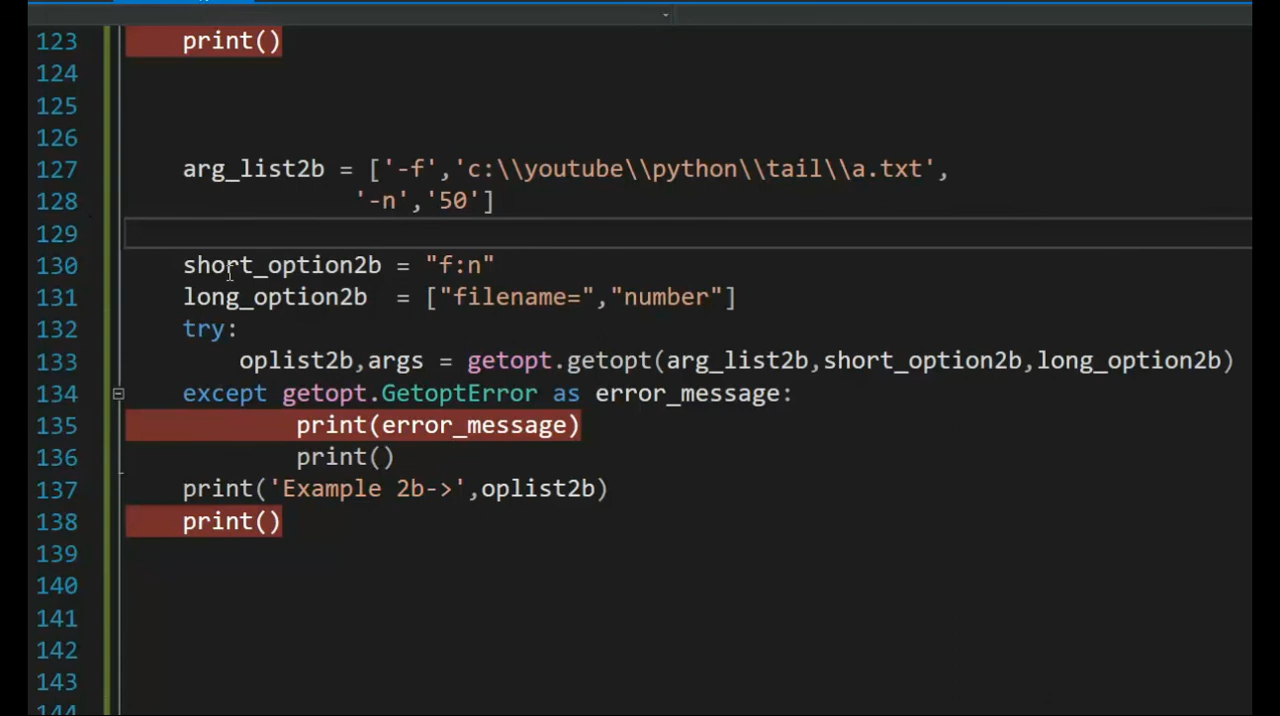 123 print()
124
125
126
127 arg_list2b = ['-f','c:\\youtube\\python\\tail\\a.txt',
128 '-n','50']
129
130 short_option2b = "f:n"
131 long_option2b  = ["filename=","number"]
132 try:
133 oplist2b,args = getopt.getopt(arg_list2b,short_option2b,long_option2b)
134 except getopt.GetoptError as error_message:
135 print(error_message)
136 print()
137 print('Example 2b->',oplist2b)
138 print()
139
140
141
142
143
144